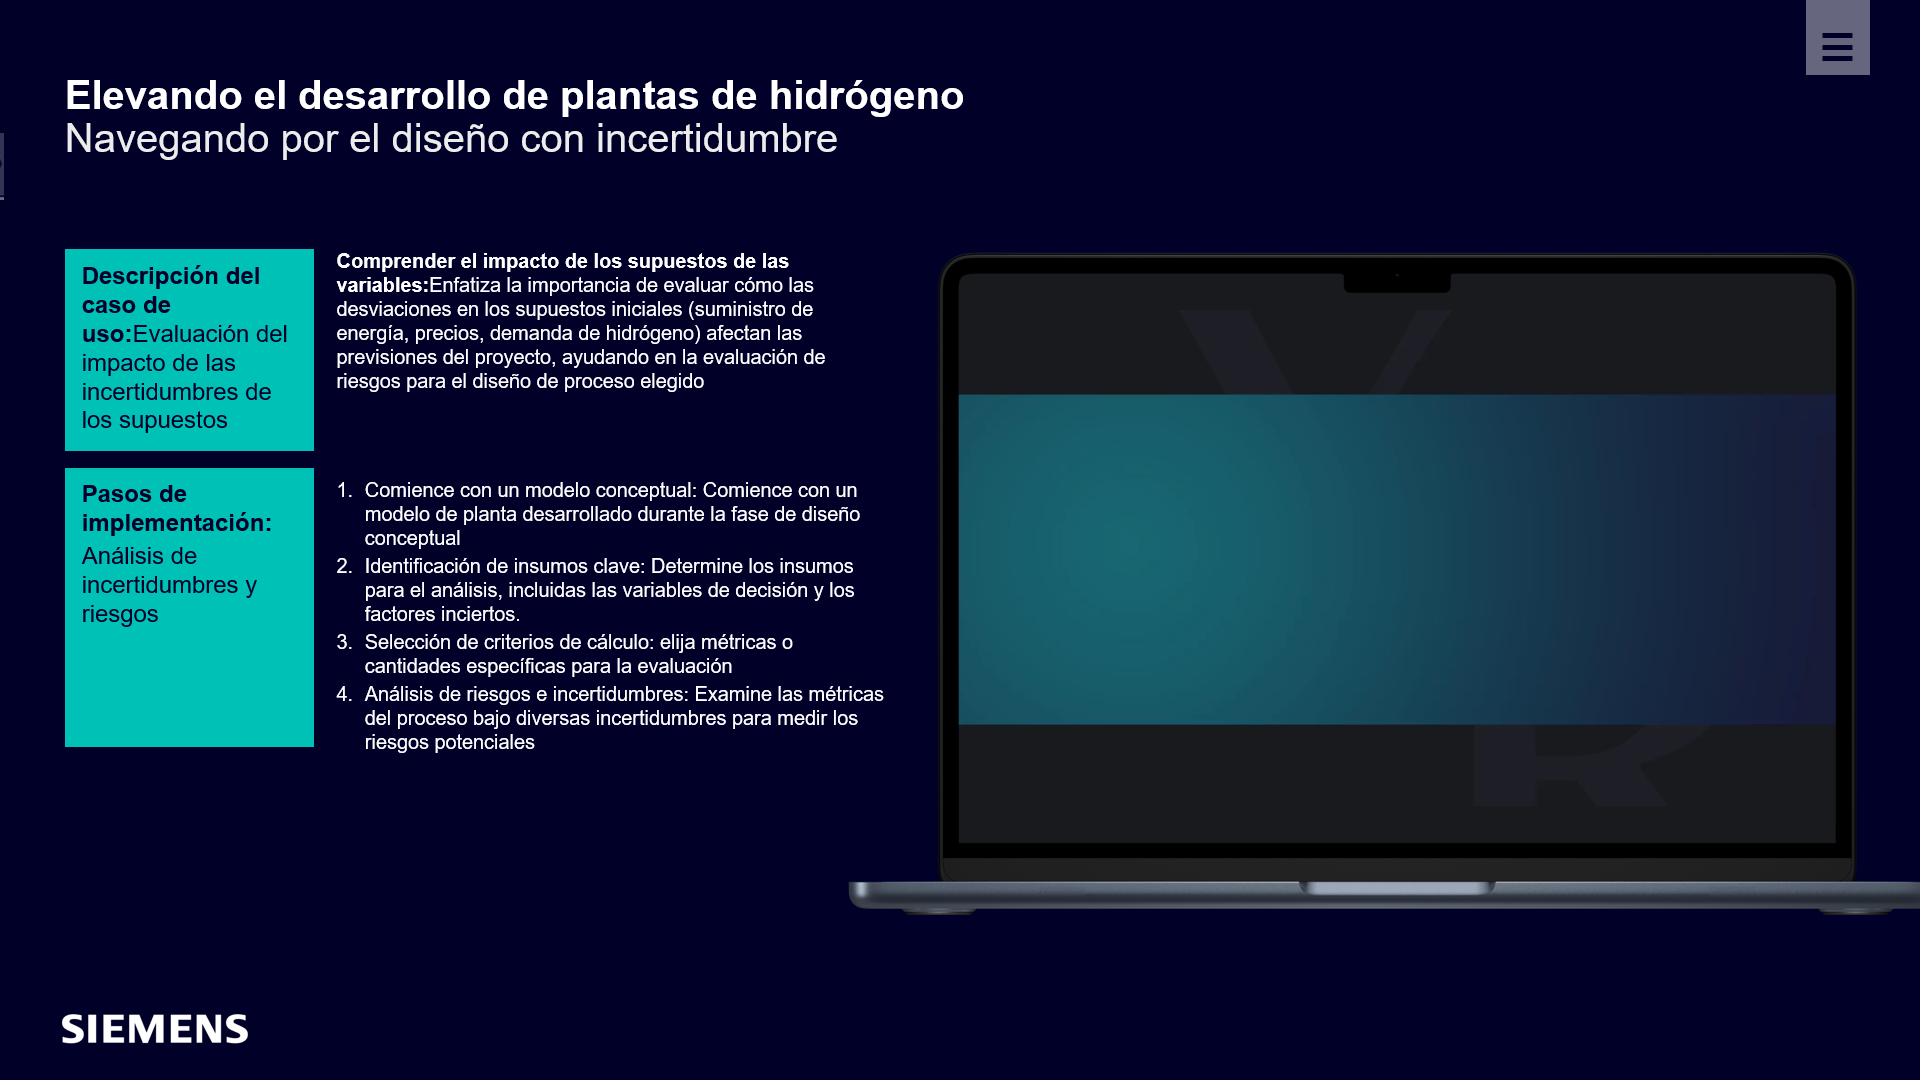 Elevando el desarrollo de plantas de hidrógeno
Navegando por el diseño con incertidumbre
Descripción del
caso de
uso:Evaluación del
impacto de las
incertidumbres de
los supuestos
Comprender el impacto de los supuestos de las
variables:Enfatiza la importancia de evaluar cómo las
desviaciones en los supuestos iniciales (suministro de
energía, precios, demanda de hidrógeno) afectan las
previsiones del proyecto, ayudando en la evaluación de
riesgos para el diseño de proceso elegido
Pasos de
implementación:
Análisis de
incertidumbres y
riesgos
1. Comience con un modelo conceptual: Comience con un
modelo de planta desarrollado durante la fase de diseño
conceptual
2. Identificación de insumos clave: Determine los insumos
para el análisis, incluidas las variables de decisión y los
factores inciertos.
3. Selección de criterios de cálculo: elija métricas o
cantidades específicas para la evaluación
4. Análisis de riesgos e incertidumbres: Examine las métricas
del proceso bajo diversas incertidumbres para medir los
riesgos potenciales
SIEMENS